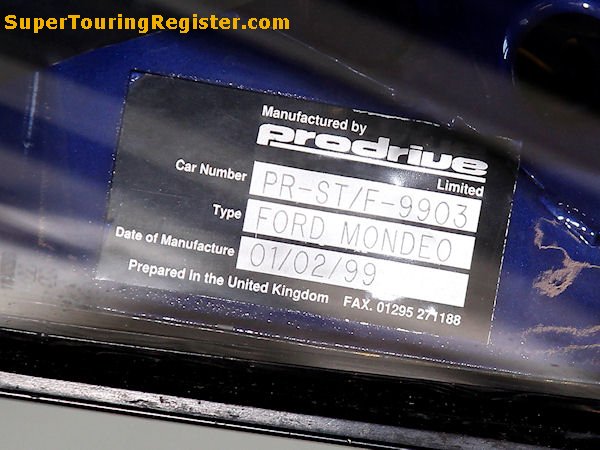 SuperTouringRegister.com
Manufactured by
prodrive
Limited
Car Number PR-ST/F-9903
Type FORD MONDEO
Date of Manufacture 01/02/99
Prepared in the United Kingdom FAX. 01295 271188